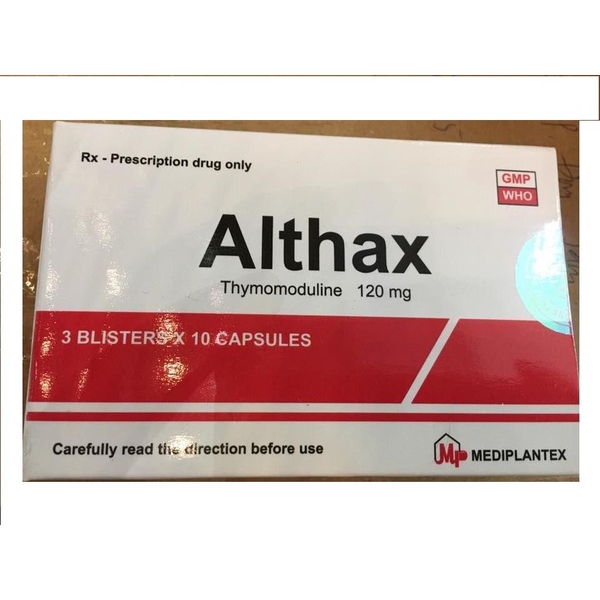 Rx - Prescription drug only
GMP
WHO
Althax
Thymomoduline 120 mg
3 BLISTERS X 10 CAPSULES
Carefully read the direction before use
MP MEDIPLANTEX